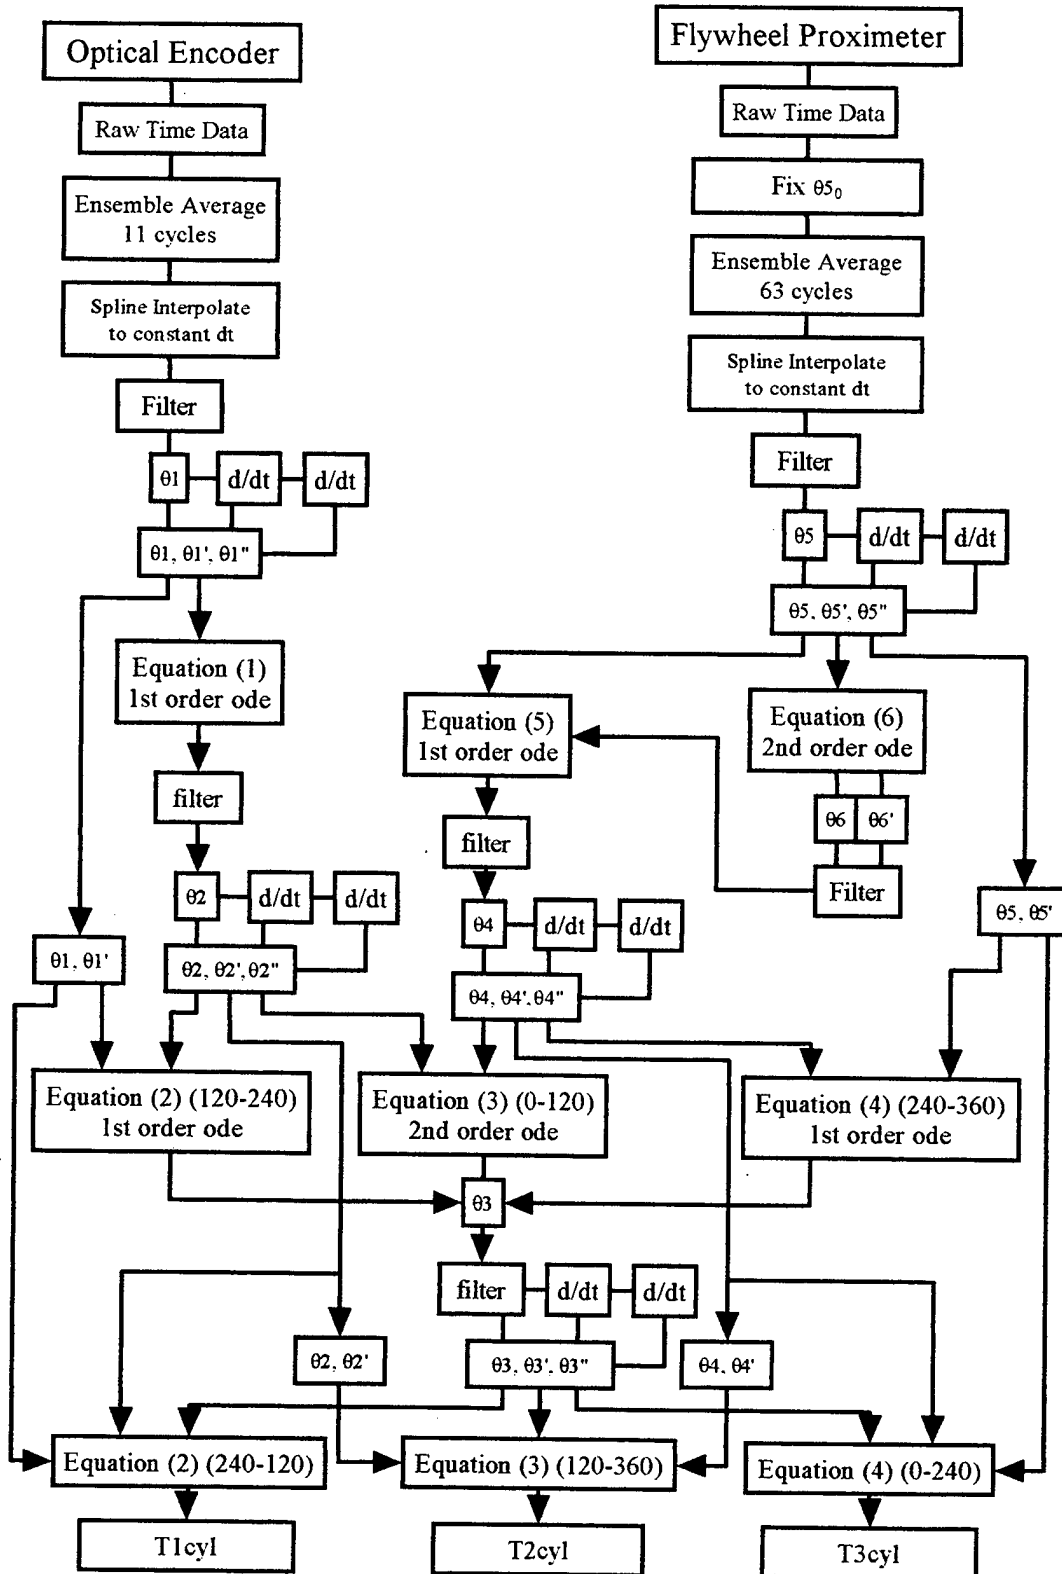 Optical Encoder
Flywheel Proximeter
Raw Time Data
Raw Time Data
Fix θ5₀
Ensemble Average
11 cycles
Ensemble Average
63 cycles
Spline Interpolate
to constant dt
Spline Interpolate
to constant dt
Filter
Filter
θ1
d/dt
d/dt
θ1, θ1', θ1"
θ5
d/dt
d/dt
θ5, θ5', θ5"
Equation (1)
1st order ode
Equation (5)
1st order ode
Equation (6)
2nd order ode
filter
filter
θ6
θ6'
Filter
θ2
d/dt
d/dt
θ4
d/dt
d/dt
θ5, θ5'
θ1, θ1'
θ2, θ2',θ2"
θ4, θ4',θ4"
Equation (2) (120-240)
1st order ode
Equation (3) (0-120)
2nd order ode
Equation (4) (240-360)
1st order ode
θ3
filter
d/dt
d/dt
θ2, θ2'
θ3, θ3', θ3"
θ4, θ4'
Equation (2) (240-120)
Equation (3) (120-360)
Equation (4) (0-240)
T1cyl
T2cyl
T3cyl